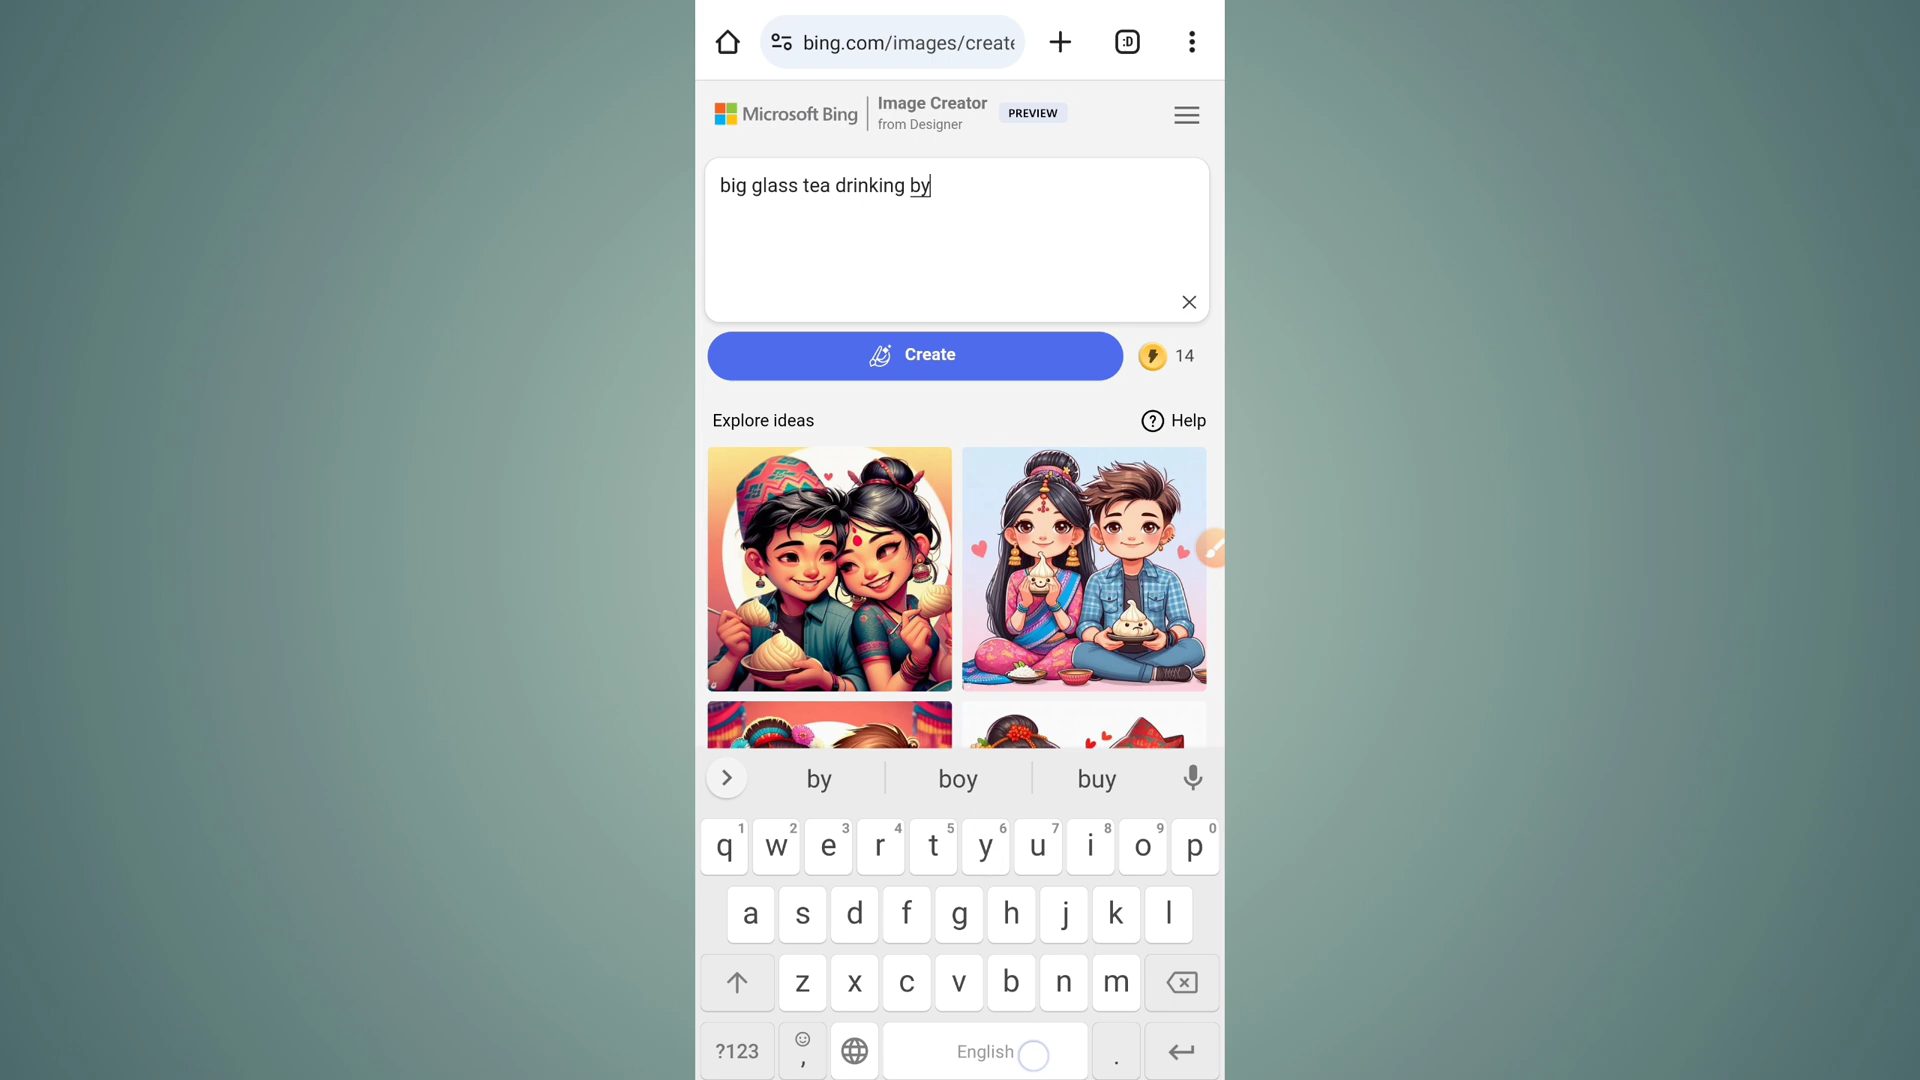 bing.com/images/create
:D
Microsoft Bing
Image Creator
from Designer
PREVIEW
big glass tea drinking by
Create
14
Explore ideas
Help
by boy buy
1 2 3 4 5 6 7 8 9 0
q w e r t y u i o p
a s d f g h j k l
z x c v b n m
?123 , English .